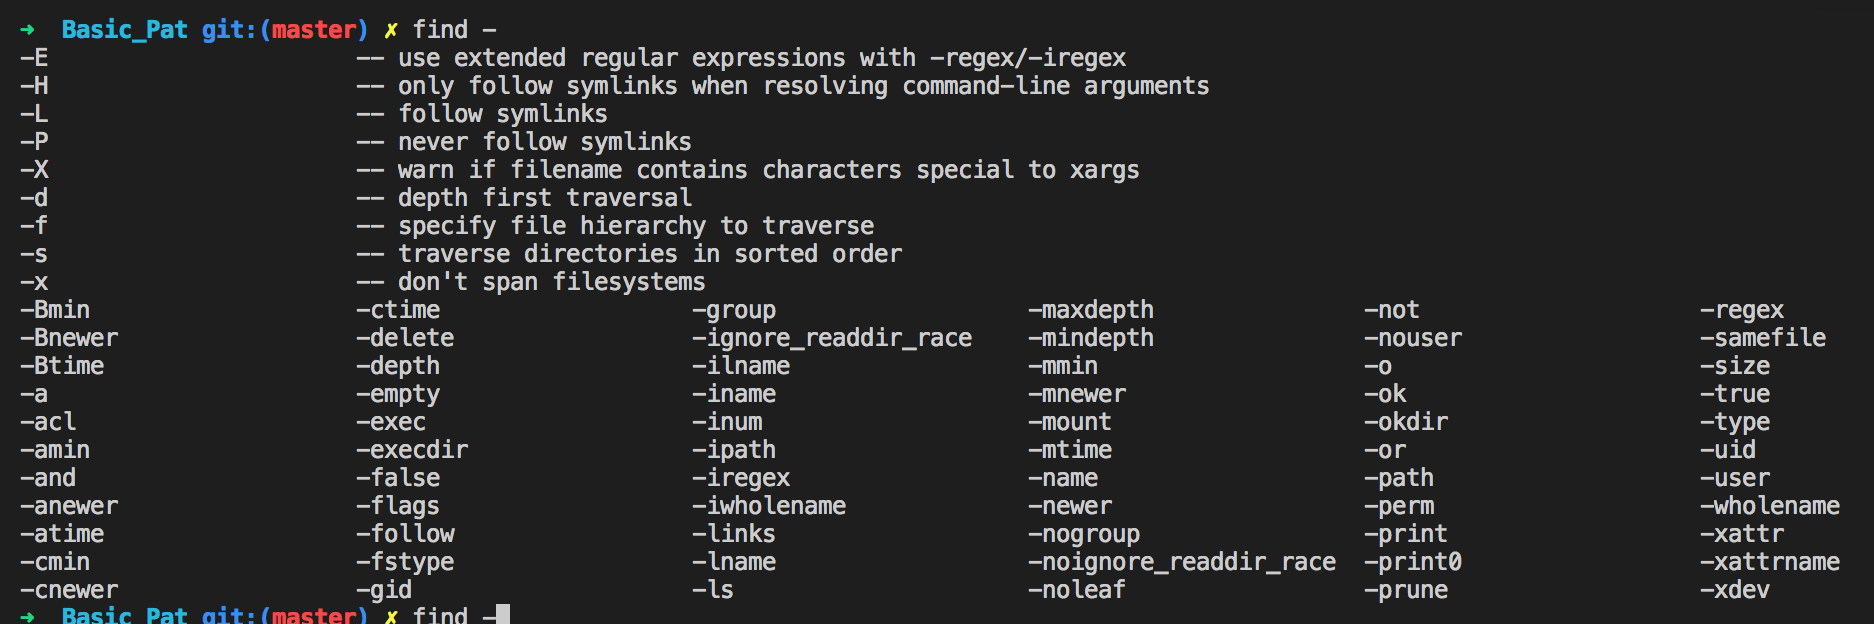 ➜  Basic_Pat git:(master) ✗ find -
-E                      -- use extended regular expressions with -regex/-iregex
-H                      -- only follow symlinks when resolving command-line arguments
-L                      -- follow symlinks
-P                      -- never follow symlinks
-X                      -- warn if filename contains characters special to xargs
-d                      -- depth first traversal
-f                      -- specify file hierarchy to traverse
-s                      -- traverse directories in sorted order
-x                      -- don't span filesystems
-Bmin                   -ctime                  -group                  -maxdepth               -not                    -regex
-Bnewer                 -delete                 -ignore_readdir_race    -mindepth               -nouser                 -samefile
-Btime                  -depth                  -ilname                 -mmin                   -o                      -size
-a                      -empty                  -iname                  -mnewer                 -ok                     -true
-acl                    -exec                   -inum                   -mount                  -okdir                  -type
-amin                   -execdir                -ipath                  -mtime                  -or                     -uid
-and                    -false                  -iregex                 -name                   -path                   -user
-anewer                 -flags                  -iwholename             -newer                  -perm                   -wholename
-atime                  -follow                 -links                  -nogroup                -print                  -xattr
-cmin                   -fstype                 -lname                  -noignore_readdir_race  -print0                 -xattrname
-cnewer                 -gid                    -ls                     -noleaf                 -prune                  -xdev
➜  Basic_Pat git:(master) ✗ find -